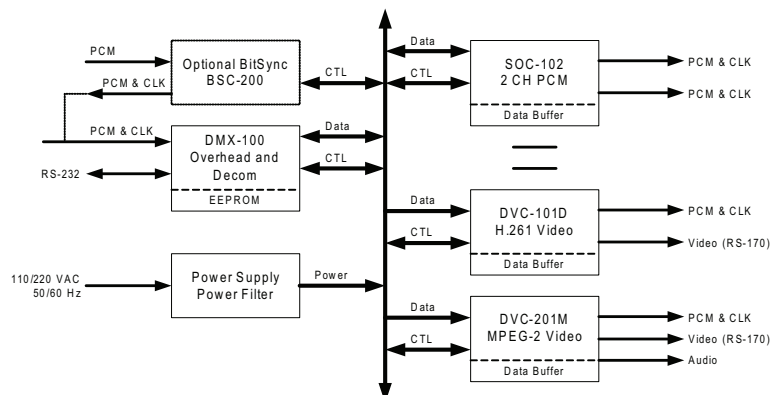 PCM
Optional BitSync
BSC-200
PCM & CLK
CTL
PCM & CLK
DMX-100
Overhead and
Decom
EEPROM
Data
CTL
RS-232
110/220 VAC
50/60 Hz
Power Supply
Power Filter
Power
Data
CTL
SOC-102
2 CH PCM
Data Buffer
PCM & CLK
PCM & CLK
Data
CTL
DVC-101D
H.261 Video
Data Buffer
PCM & CLK
Video (RS-170)
Data
CTL
DVC-201M
MPEG-2 Video
Data Buffer
PCM & CLK
Video (RS-170)
Audio